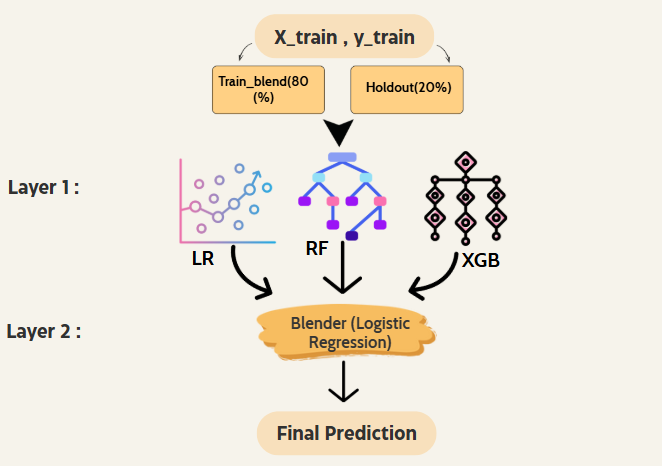 X_train , y_train
Train_blend(80
(%)
Holdout(20%)
Layer 1 :
LR
RF
XGB
Layer 2 :
Blender (Logistic
Regression)
Final Prediction